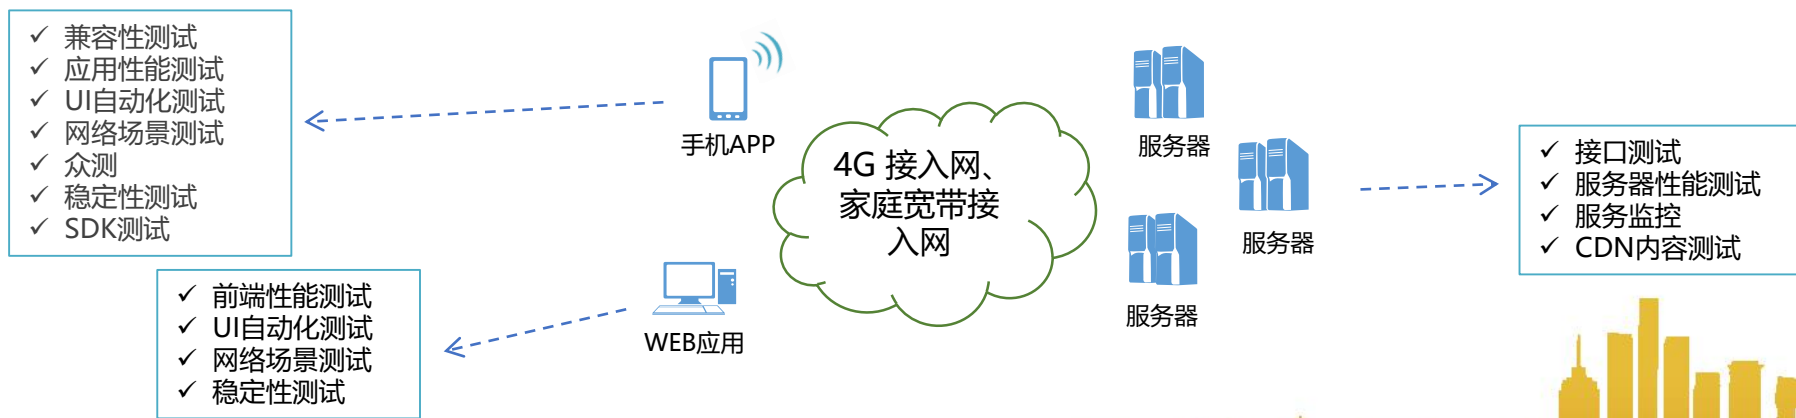 兼容性测试
应用性能测试
UI自动化测试
网络场景测试
众测
稳定性测试
SDK测试
手机APP
前端性能测试
UI自动化测试
网络场景测试
稳定性测试
WEB应用
4G 接入网、
家庭宽带接
入网
服务器
服务器
服务器
接口测试
服务器性能测试
服务监控
CDN内容测试